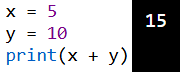 x = 5
y = 10
print(x + y)
15